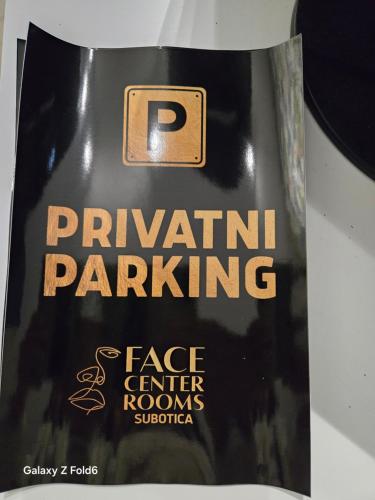 P
PRIVATNI
PARKING
FACE
CENTER
ROOMS
SUBOTICA
Galaxy Z Fold6